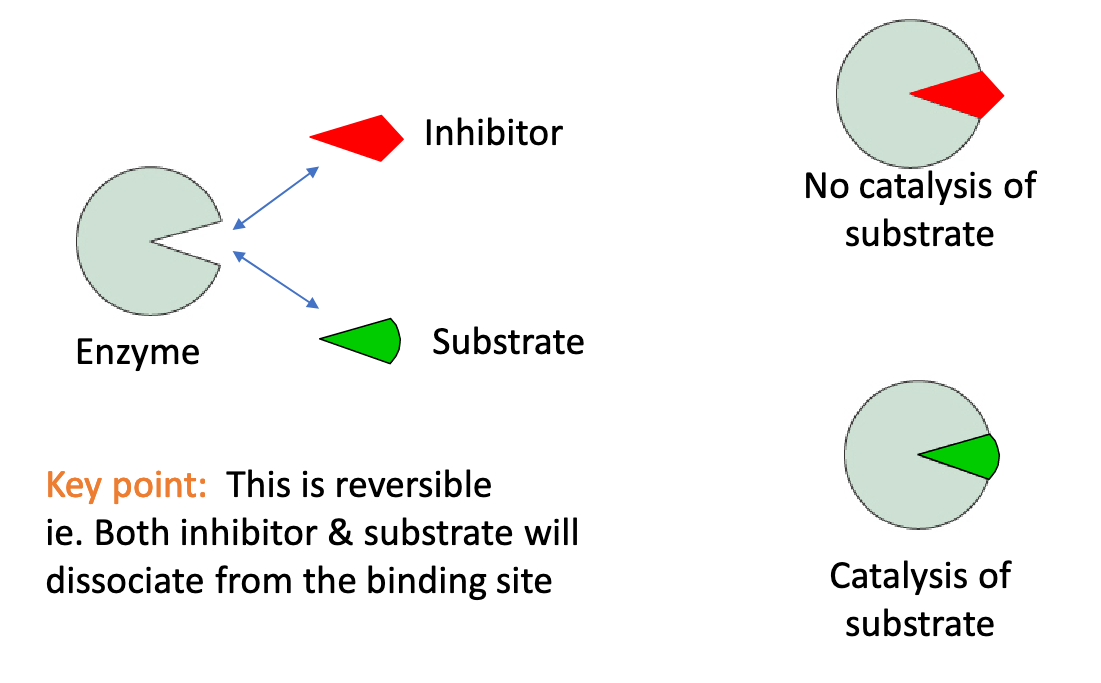 Inhibitor
Enzyme
Substrate
No catalysis of
substrate
Key point:  This is reversible
ie. Both inhibitor & substrate will
dissociate from the binding site
Catalysis of
substrate